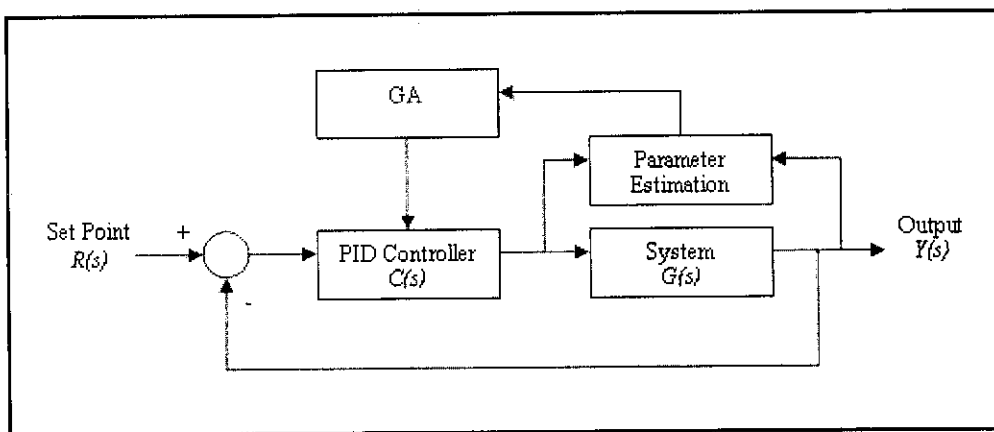 GA
Parameter
Estimation
Set Point
R(s)
+
PID Controller
C(s)
System
G(s)
Output
Y(s)
-